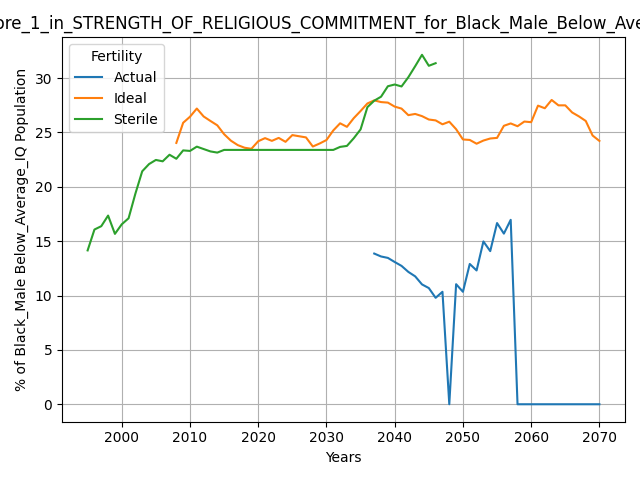 ore_1_in_STRENGTH_OF_RELIGIOUS_COMMITMENT_for_Black_Male_Below_Ave
Fertility
Actual
Ideal
Sterile
% of Black_Male Below_Average_IQ Population
30
25
20
15
10
5
0
2000 2010 2020 2030 2040 2050 2060 2070
Years